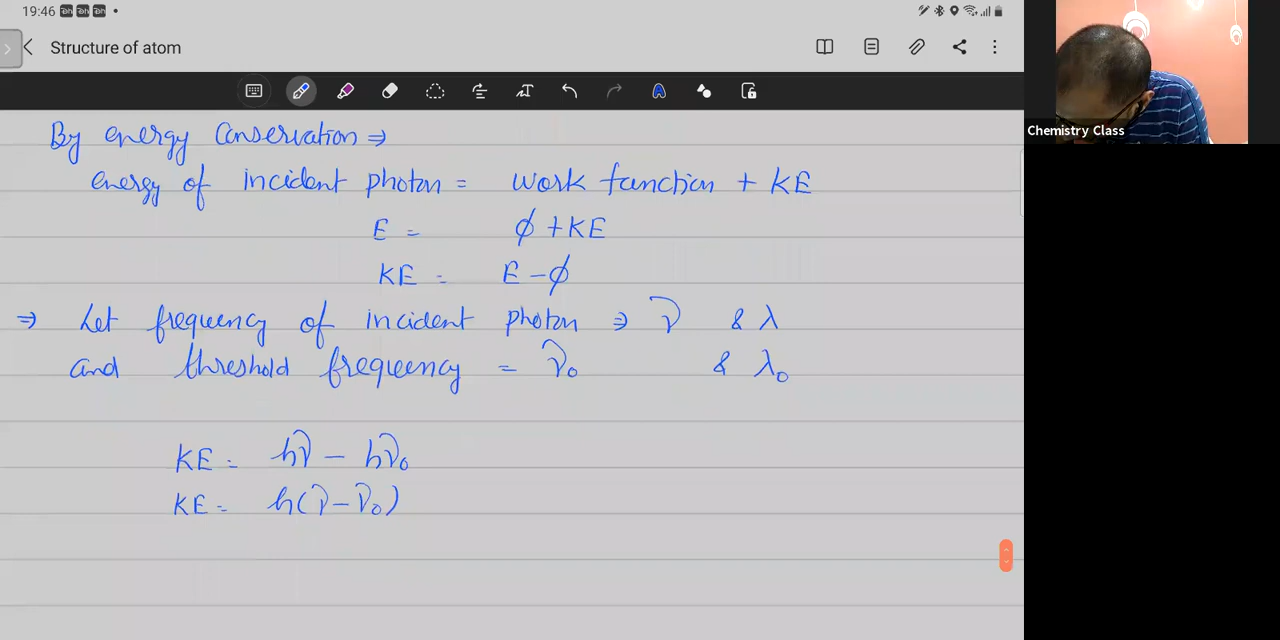 19:46
Structure of atom
By energy Conservation ⇒
energy of incident photon = work function + KE
E = ϕ + KE
KE = E - ϕ
⇒ Let frequency of incident photon ⇒ ν & λ
and threshold frequency = ν₀ & λ₀
KE = hν - hν₀
KE = h(ν - ν₀)
Chemistry Class